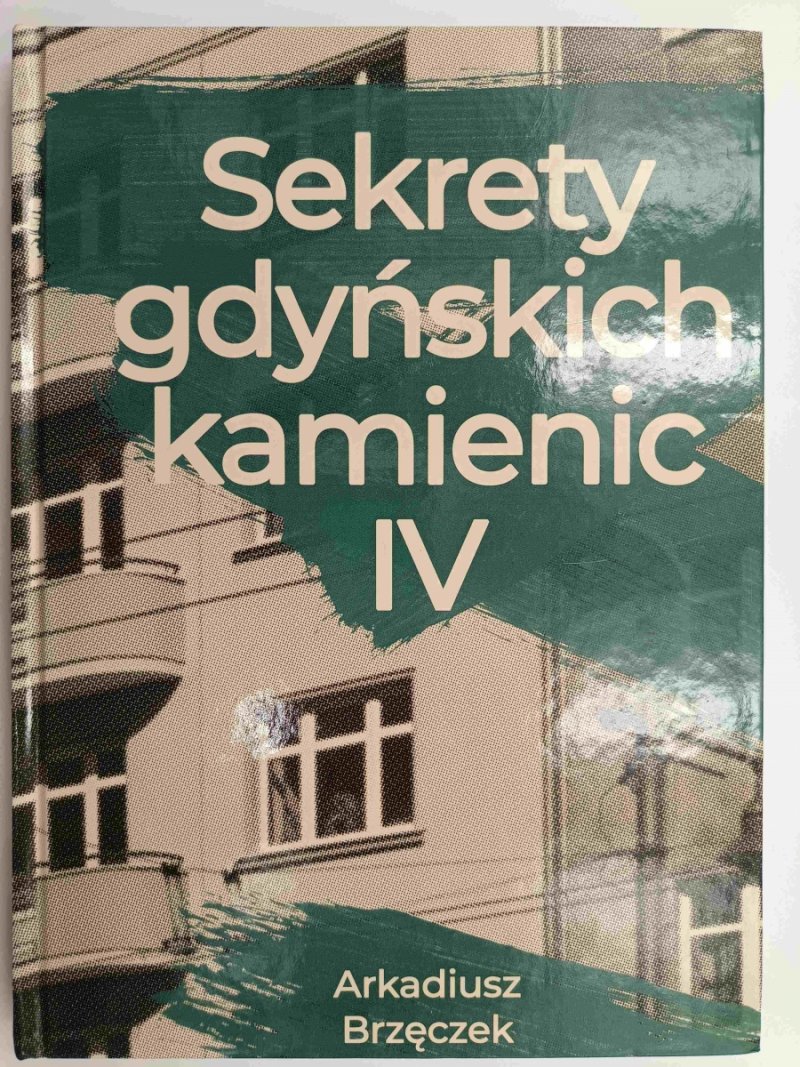 Sekrety
gdyńskich
kamienic
IV
Arkadiusz
Brzęczek